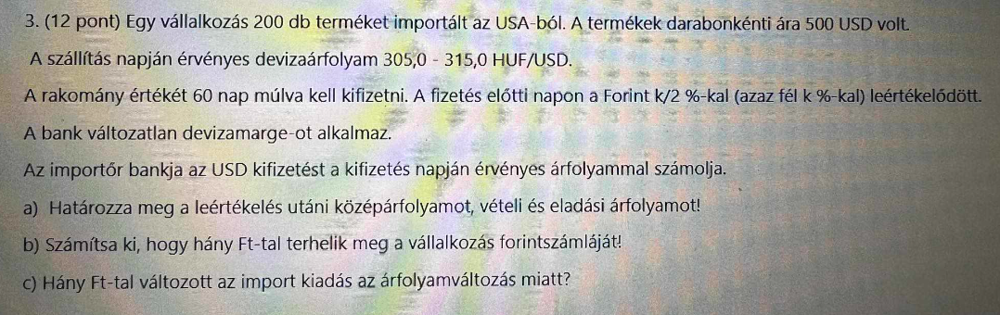 3. (12 pont) Egy vállalkozás 200 db terméket importált az USA-ból. A termékek darabonkénti ára 500 USD volt.
A szállítás napján érvényes devizaárfolyam 305,0 - 315,0 HUF/USD.
A rakomány értékét 60 nap múlva kell kifizetni. A fizetés előtti napon a Forint k/2 %-kal (azaz fél k %-kal) leértékelődött.
A bank változatlan devizamarge-ot alkalmaz.
Az importőr bankja az USD kifizetést a kifizetés napján érvényes árfolyammal számolja.
a) Határozza meg a leértékelés utáni középárfolyamot, vételi és eladási árfolyamot!
b) Számítsa ki, hogy hány Ft-tal terhelik meg a vállalkozás forintszámláját!
c) Hány Ft-tal változott az import kiadás az árfolyamváltozás miatt?